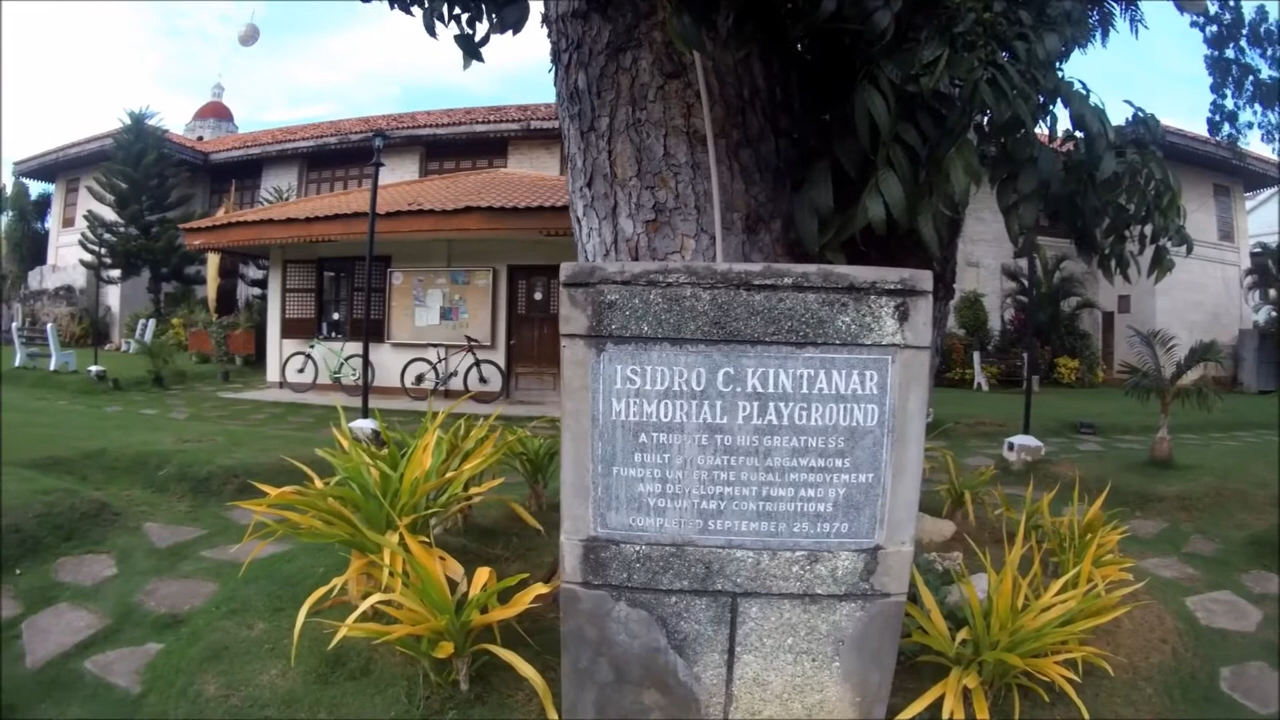 ISIDRO C. KINTANAR
MEMORIAL PLAYGROUND
A TRIBUTE TO HIS GREATNESS
BUILT BY GRATEFUL ARGAWANONS
FUNDED UNDER THE RURAL IMPROVEMENT
AND DEVELOPMENT FUND AND BY
VOLUNTARY CONTRIBUTIONS
COMPLETED SEPTEMBER 25, 1970